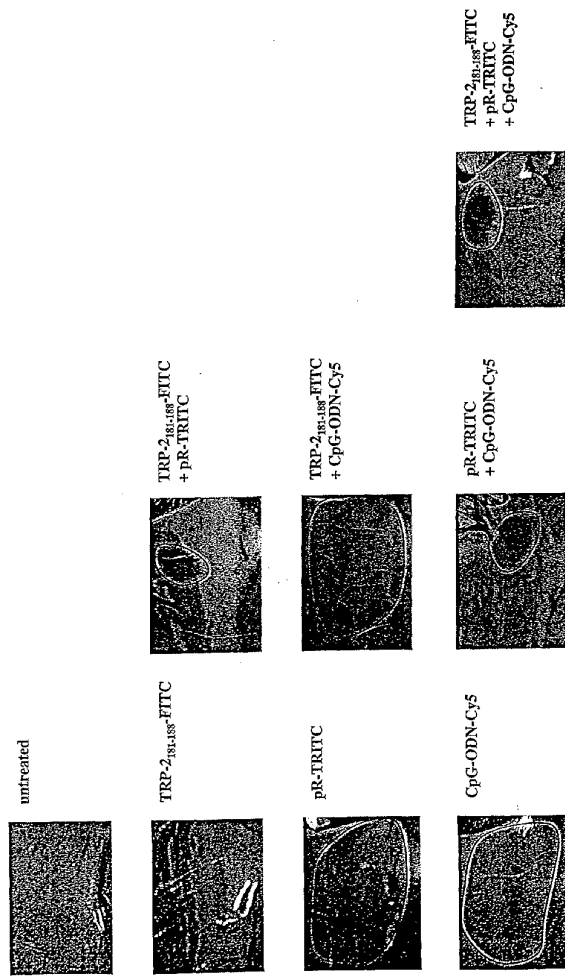 untreated
TRP-2₁₈₁₋₁₈₈-FITC
TRP-2₁₈₁₋₁₈₈-FITC
+ pR-TRITC
pR-TRITC
TRP-2₁₈₁₋₁₈₈-FITC
+ CpG-ODN-Cy5
CpG-ODN-Cy5
pR-TRITC
+ CpG-ODN-Cy5
TRP-2₁₈₁₋₁₈₈-FITC
+ pR-TRITC
+ CpG-ODN-Cy5